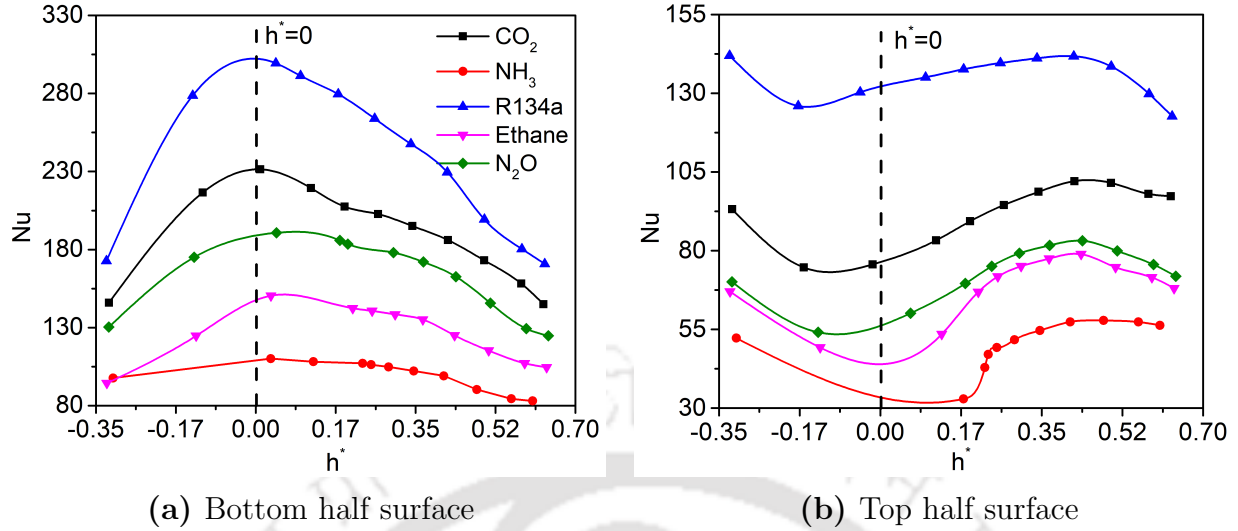 330
280
230
180
130
80
Nu
h*=0
CO₂
NH₃
R134a
Ethane
N₂O
-0.35
-0.17
0.00
0.17
0.35
0.52
0.70
h*
(a) Bottom half surface
155
130
105
80
55
30
Nu
h*=0
-0.35
-0.17
0.00
0.17
0.35
0.52
0.70
h*
(b) Top half surface